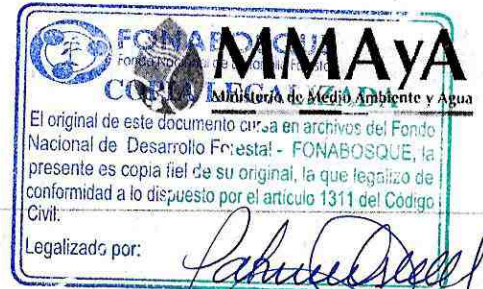 FONABOSQUE
MMAyA
Fondo Nacional de Desarrollo Forestal
COPIA LEGALIZADA
Ministerio de Medio Ambiente y Agua
El original de este documento cursa en archivos del Fondo
Nacional de Desarrollo Forestal - FONABOSQUE, la
presente es copia fiel de su original, la que legalizo de
conformidad a lo dispuesto por el artículo 1311 del Código
Civil.
Legalizado por: